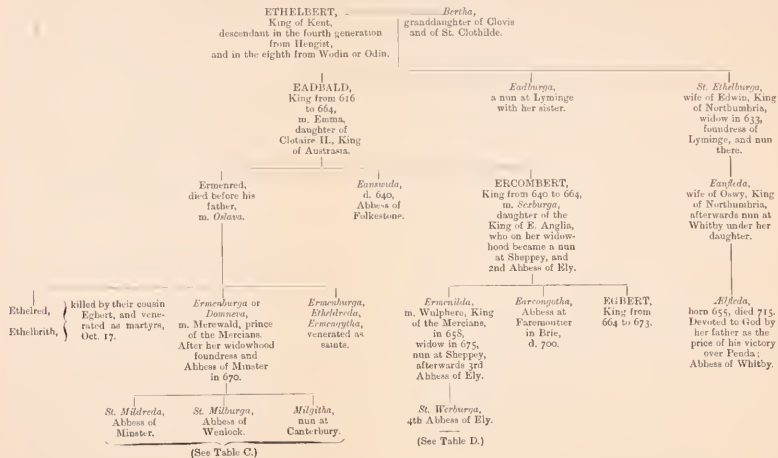 ETHELBERT,
King of Kent,
descendant in the fourth generation
from Hengist,
and in the eighth from Wodin or Odin.
Bertha,
granddaughter of Clovis
and of St. Clothilde.
EADBALD,
King from 616
to 664,
m. Emma,
daughter of
Clotaire II., King
of Austrasia.
Eadburga,
a nun at Lyminge
with her sister.
St. Ethelburga,
wife of Edwin, King
of Northumbria,
widow in 633,
foundress of
Lyminge, and nun
there.
Ermenred,
died before his
father,
m. Oslava.
Eanswida,
d. 640,
Abbess of
Folkestone.
ERCOMBERT,
King from 640 to 664,
m. Sexburga,
daughter of the
King of E. Anglia,
who on her widow-
hood became a nun
at Sheppey, and
2nd Abbess of Ely.
Eanfleda,
wife of Oswy, King
of Northumbria,
afterwards nun at
Whitby under her
daughter.
Ethelred,
Ethelbrith,
killed by their cousin
Egbert, and vene-
rated as martyrs,
Oct. 17.
Ermenburga or
Domneva,
m. Merewald, prince
of the Mercians.
After her widowhood
foundress and
Abbess of Minster
in 670.
Ermenburga,
Etheldreda,
Ermengytha,
venerated as
saints.
Ermenilda,
m. Wulphere, King
of the Mercians,
in 658,
widow in 675,
nun at Sheppey,
afterwards 3rd
Abbess of Ely.
Earcongotha,
Abbess at
Faremoutier
in Brie,
d. 700.
EGBERT,
King from
664 to 673.
Ælfleda,
born 655, died 715.
Devoted to God by
her father as the
price of his victory
over Penda;
Abbess of Whitby.
St. Mildreda,
Abbess of
Minster.
St. Milburga,
Abbess of
Wenlock.
Milgitha,
nun at
Canterbury.
(See Table C.)
St. Werburga,
4th Abbess of Ely.
(See Table D.)